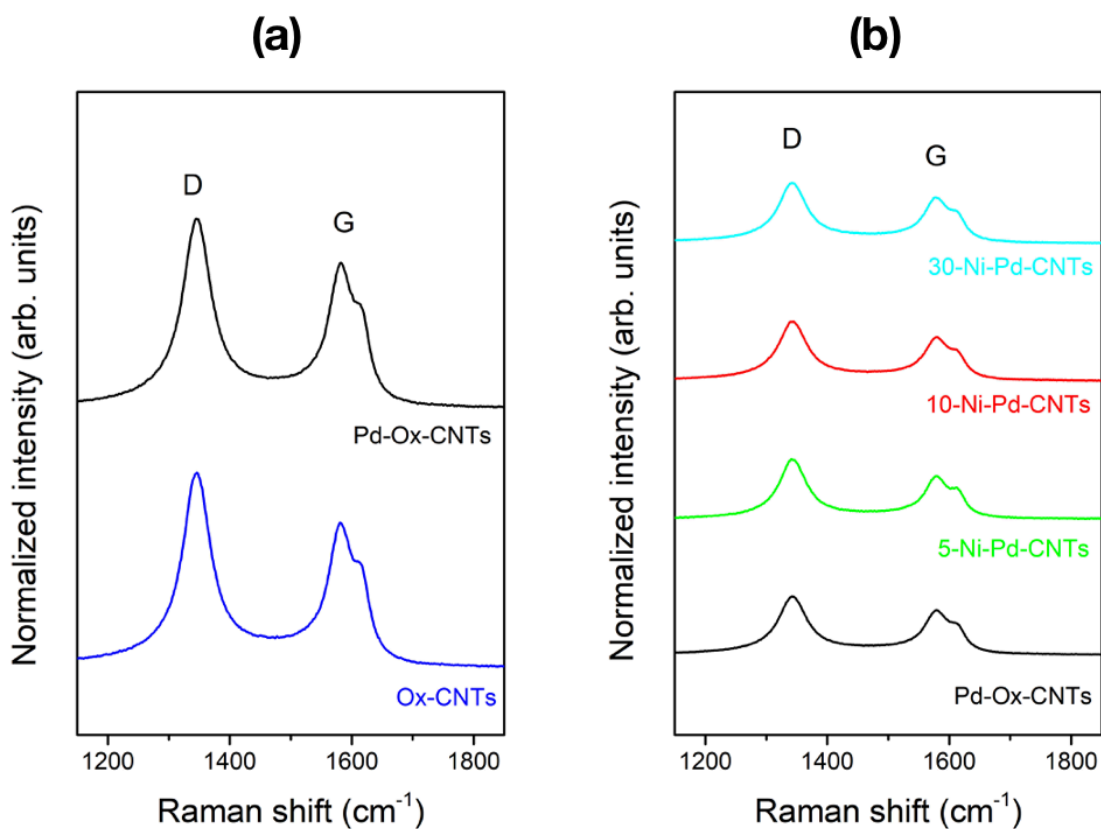 (a)
D
G
Pd-Ox-CNTs
Ox-CNTs
Normalized intensity (arb. units)
1200 1400 1600 1800
Raman shift (cm⁻¹)
(b)
D
G
30-Ni-Pd-CNTs
10-Ni-Pd-CNTs
5-Ni-Pd-CNTs
Pd-Ox-CNTs
Normalized intensity (arb. units)
1200 1400 1600 1800
Raman shift (cm⁻¹)